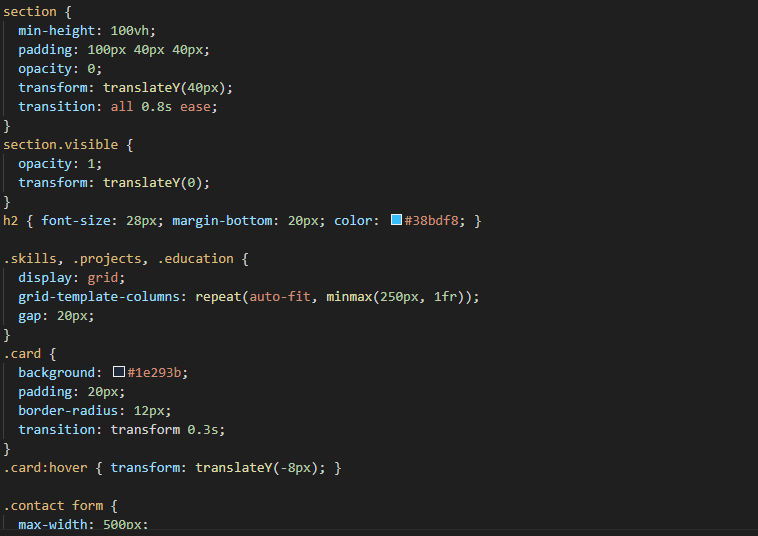 section {
  min-height: 100vh;
  padding: 100px 40px 40px;
  opacity: 0;
  transform: translateY(40px);
  transition: all 0.8s ease;
}
section.visible {
  opacity: 1;
  transform: translateY(0);
}
h2 { font-size: 28px; margin-bottom: 20px; color: #38bdf8; }

.skills, .projects, .education {
  display: grid;
  grid-template-columns: repeat(auto-fit, minmax(250px, 1fr));
  gap: 20px;
}
.card {
  background: #1e293b;
  padding: 20px;
  border-radius: 12px;
  transition: transform 0.3s;
}
.card:hover { transform: translateY(-8px); }

.contact form {
  max-width: 500px;